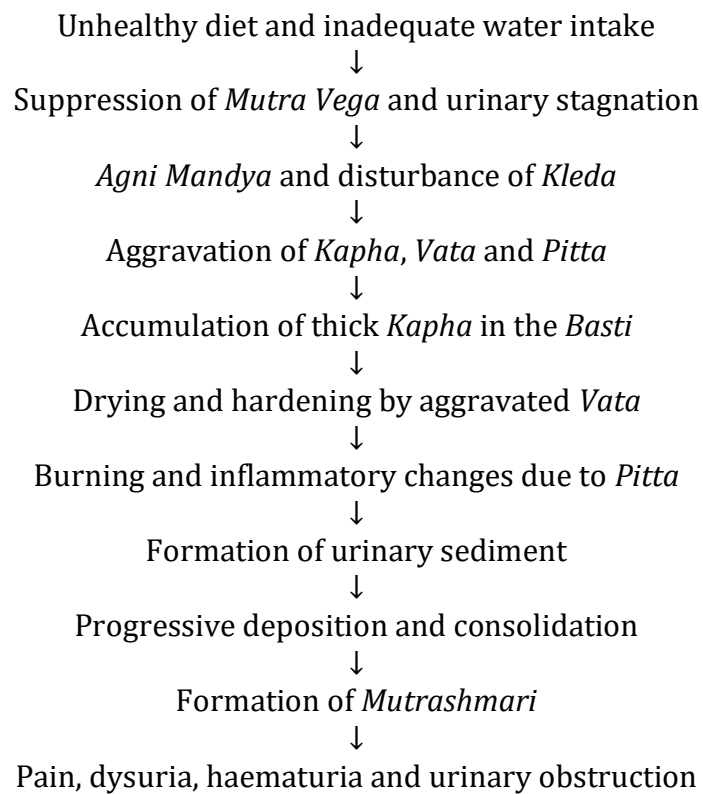 Unhealthy diet and inadequate water intake
↓
Suppression of Mutra Vega and urinary stagnation
↓
Agni Mandya and disturbance of Kleda
↓
Aggravation of Kapha, Vata and Pitta
↓
Accumulation of thick Kapha in the Basti
↓
Drying and hardening by aggravated Vata
↓
Burning and inflammatory changes due to Pitta
↓
Formation of urinary sediment
↓
Progressive deposition and consolidation
↓
Formation of Mutrashmari
↓
Pain, dysuria, haematuria and urinary obstruction